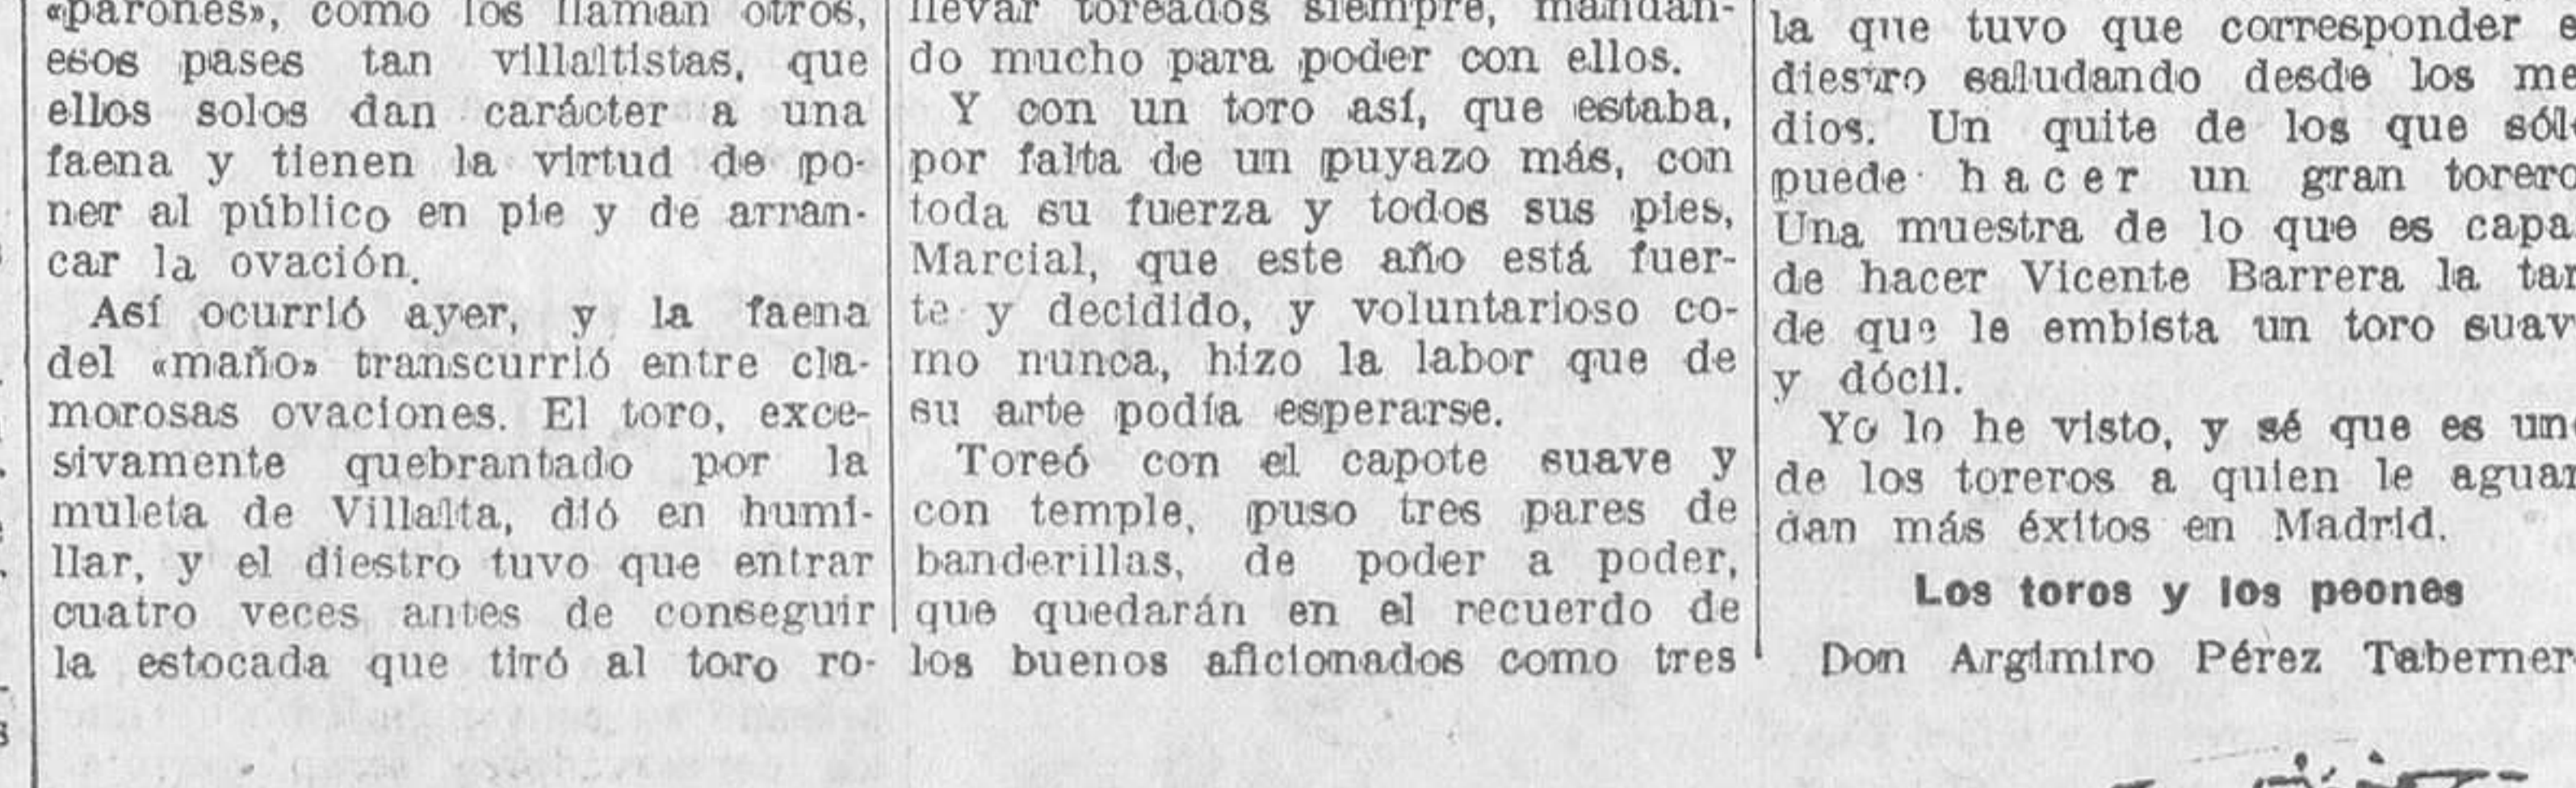 «parones», como los llaman otros,
esos pases tan villaltistas, que
ellos solos dan carácter a una
faena y tienen la virtud de po-
ner al público en pie y de arran-
car la ovación.
Así ocurrió ayer, y la faena
del «maño» transcurrió entre cla-
morosas ovaciones. El toro, exce-
sivamente quebrantado por la
muleta de Villalta, dió en humi-
llar, y el diestro tuvo que entrar
cuatro veces antes de conseguir
la estocada que tiró al toro ro-
llevar toreados siempre, mandan-
do mucho para poder con ellos.
Y con un toro así, que estaba,
por falta de un puyazo más, con
toda su fuerza y todos sus pies,
Marcial, que este año está fuer-
te y decidido, y voluntarioso co-
mo nunca, hizo la labor que de
su arte podía esperarse.
Toreó con el capote suave y
con temple, puso tres pares de
banderillas, de poder a poder,
que quedarán en el recuerdo de
los buenos aficionados como tres
la que tuvo que corresponder
diestro saludando desde los me
dios. Un quite de los que sól
puede hacer un gran torero
Una muestra de lo que es capa
de hacer Vicente Barrera la tar
de que le embista un toro suav
y dócil.
Yo lo he visto, y sé que es un
de los toreros a quien le aguar
dan más éxitos en Madrid.
Los toros y los peones
Don Argimiro Pérez Taberner